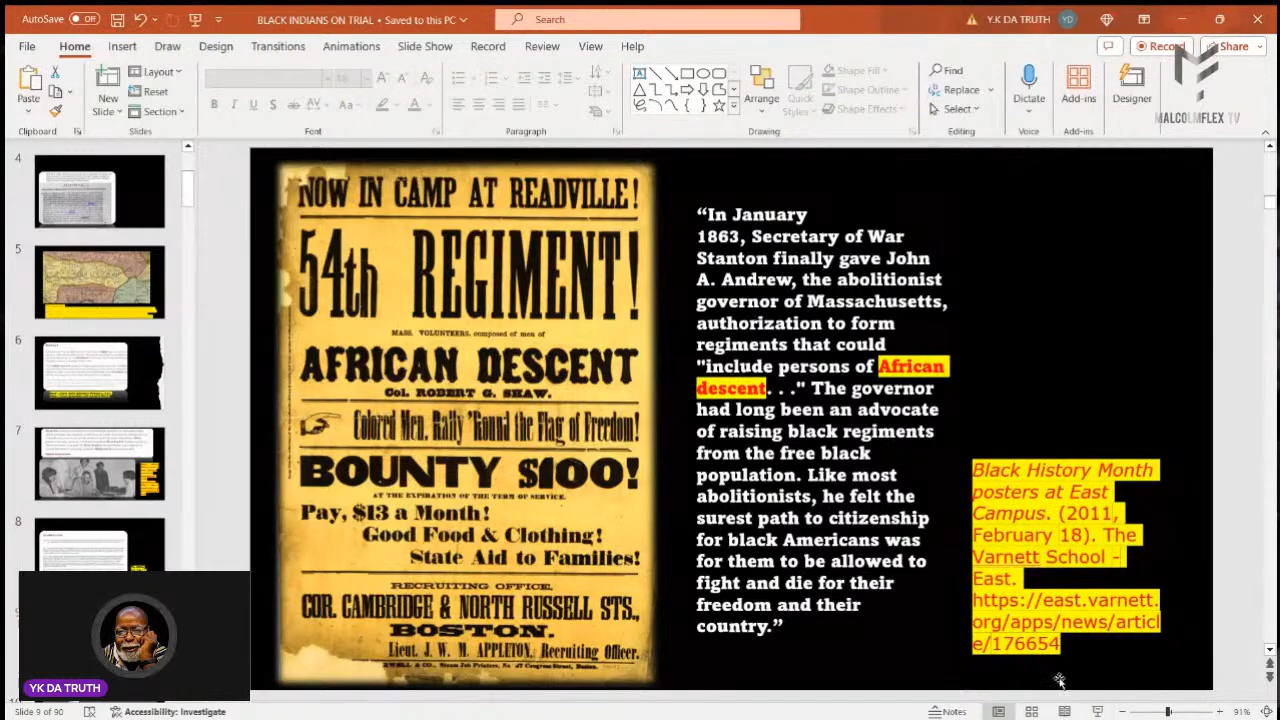 AutoSave Off
BLACK INDIANS ON TRIAL • Saved to this PC
Search
Y.K DA TRUTH YD
File Home Insert Draw Design Transitions Animations Slide Show Record Review View Help
Record Share
Paste
New Slide
Layout
Reset
Section
Arrange
Quick Styles
Shape Fill
Shape Outline
Shape Effects
Find
Replace
Select
Dictate
Add-ins
Designer
Clipboard Slides Font Paragraph Drawing Editing Voice Add-ins Designer
MALCOLMFLEX TV
4
5
6
7
8
NOW IN CAMP AT READVILLE!
54th REGIMENT!
MASS. VOLUNTEERS, composed of men of
AFRICAN DESCENT
Col. ROBERT G. SHAW.
Colored Men, Rally 'Round the Flag of Freedom!
BOUNTY $100!
AT THE EXPIRATION OF THE TERM OF SERVICE.
Pay, $13 a Month!
Good Food & Clothing!
State Aid to Families!
RECRUITING OFFICE,
COR. CAMBRIDGE & NORTH RUSSELL STS.,
BOSTON.
Lieut. J. W. M. APPLETON, Recruiting Officer.
“In January
1863, Secretary of War
Stanton finally gave John
A. Andrew, the abolitionist
governor of Massachusetts,
authorization to form
regiments that could
"include persons of African
descent. . ." The governor
had long been an advocate
of raising black regiments
from the free black
population. Like most
abolitionists, he felt the
surest path to citizenship
for black Americans was
for them to be allowed to
fight and die for their
freedom and their
country.”
Black History Month
posters at East
Campus. (2011,
February 18). The
Varnett School -
East.
https://east.varnett.
org/apps/news/articl
e/176654
YK DA TRUTH
Slide 9 of 90
Accessibility: Investigate
Notes
91%